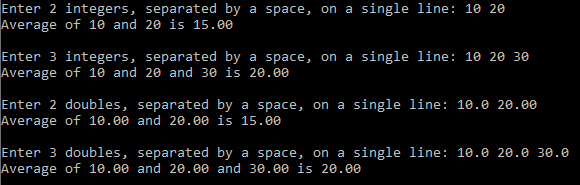 Enter 2 integers, separated by a space, on a single line: 10 20
Average of 10 and 20 is 15.00
Enter 3 integers, separated by a space, on a single line: 10 20 30
Average of 10 and 20 and 30 is 20.00
Enter 2 doubles, separated by a space, on a single line: 10.0 20.00
Average of 10.00 and 20.00 is 15.00
Enter 3 doubles, separated by a space, on a single line: 10.0 20.0 30.0
Average of 10.00 and 20.00 and 30.00 is 20.00